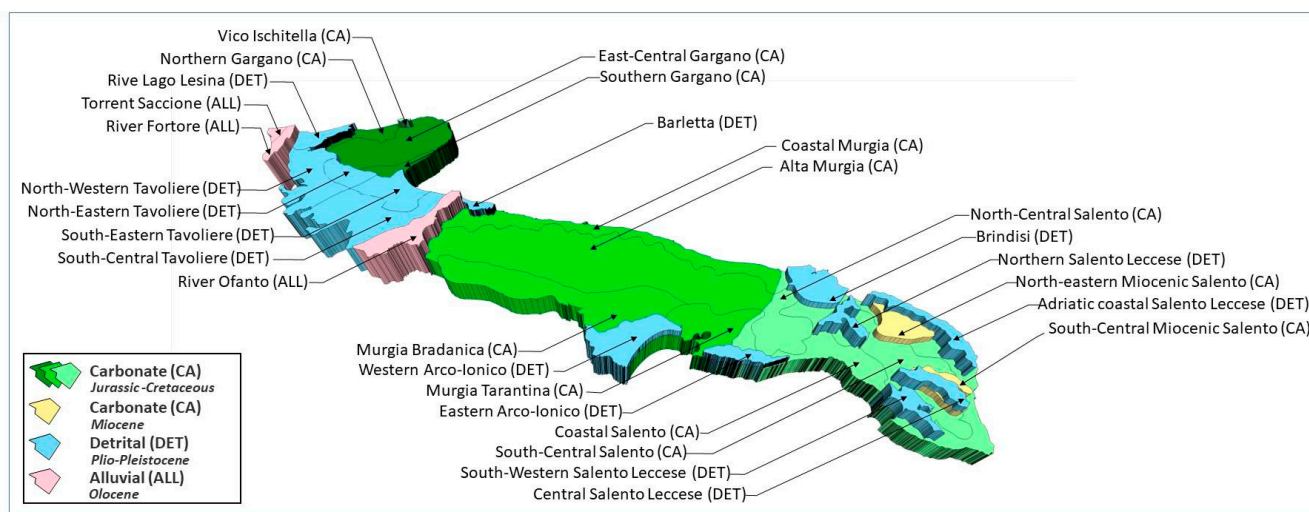 Vico Ischitella (CA)
Northern Gargano (CA)
Rive Lago Lesina (DET)
Torrent Saccione (ALL)
River Fortore (ALL)
East-Central Gargano (CA)
Southern Gargano (CA)
Barletta (DET)
Coastal Murgia (CA)
Alta Murgia (CA)
North-Western Tavoliere (DET)
North-Eastern Tavoliere (DET)
South-Eastern Tavoliere (DET)
South-Central Tavoliere (DET)
River Ofanto (ALL)
North-Central Salento (CA)
Brindisi (DET)
Northern Salento Leccese (DET)
North-eastern Miocenic Salento (CA)
Adriatic coastal Salento Leccese (DET)
South-Central Miocenic Salento (CA)
Murgia Bradanica (CA)
Western Arco-Ionico (DET)
Murgia Tarantina (CA)
Eastern Arco-Ionico (DET)
Coastal Salento (CA)
South-Central Salento (CA)
South-Western Salento Leccese (DET)
Central Salento Leccese (DET)
Carbonate (CA)
Jurassic-Cretaceous
Carbonate (CA)
Miocene
Detrital (DET)
Plio-Pleistocene
Alluvial (ALL)
Olocene